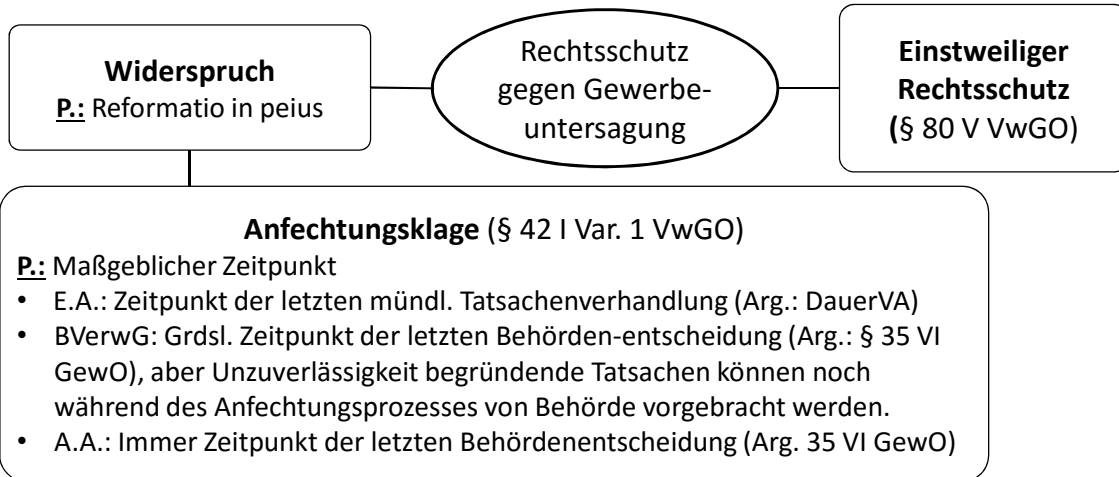 Widerspruch
P.: Reformatio in peius
Rechtsschutz
gegen Gewerbe-
untersagung
Einstweiliger
Rechtsschutz
(§ 80 V VwGO)
Anfechtungsklage (§ 42 I Var. 1 VwGO)
P.: Maßgeblicher Zeitpunkt
• E.A.: Zeitpunkt der letzten mündl. Tatsachenverhandlung (Arg.: DauerVA)
• BVerwG: Grdsl. Zeitpunkt der letzten Behörden-entscheidung (Arg.: § 35 VI
GewO), aber Unzuverlässigkeit begründende Tatsachen können noch
während des Anfechtungsprozesses von Behörde vorgebracht werden.
• A.A.: Immer Zeitpunkt der letzten Behördenentscheidung (Arg. 35 VI GewO)